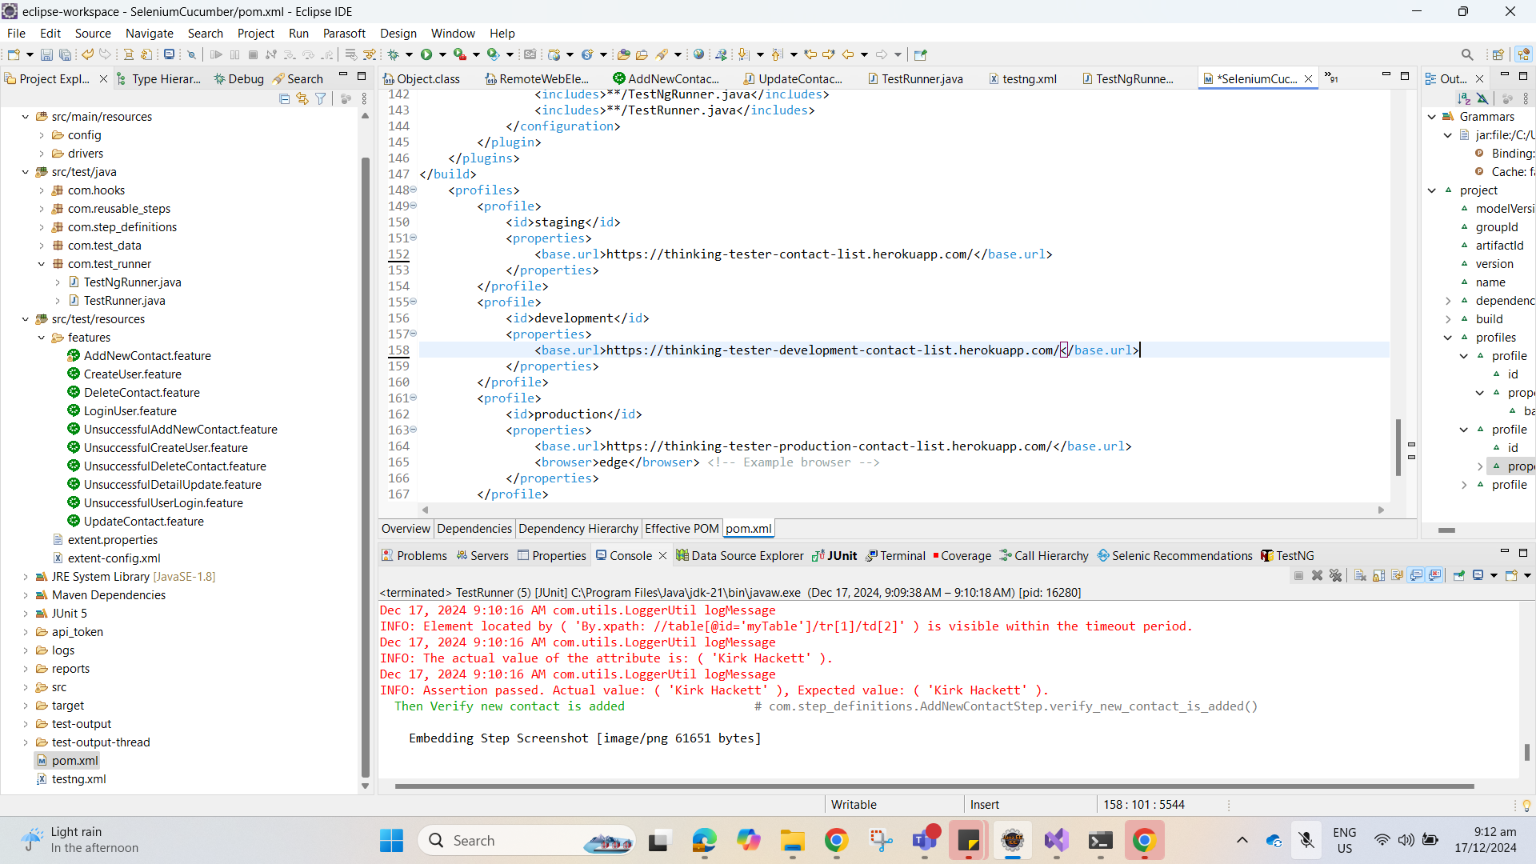 eclipse-workspace - SeleniumCucumber/pom.xml - Eclipse IDE
File Edit Source Navigate Search Project Run Parasoft Design Window Help
Project Expl... Type Hierar... Debug Search
Object.class RemoteWebEle... AddNewContac... UpdateContac... TestRunner.java testng.xml TestNgRunne... *SeleniumCuc... »91
Out...
src/main/resources
config
drivers
src/test/java
com.hooks
com.reusable_steps
com.step_definitions
com.test_data
com.test_runner
TestNgRunner.java
TestRunner.java
src/test/resources
features
AddNewContact.feature
CreateUser.feature
DeleteContact.feature
LoginUser.feature
UnsuccessfulAddNewContact.feature
UnsuccessfulCreateUser.feature
UnsuccessfulDeleteContact.feature
UnsuccessfulDetailUpdate.feature
UnsuccessfulUserLogin.feature
UpdateContact.feature
extent.properties
extent-config.xml
JRE System Library [JavaSE-1.8]
Maven Dependencies
JUnit 5
api_token
logs
reports
src
target
test-output
test-output-thread
pom.xml
testng.xml
142 <includes>**/TestNgRunner.java</includes>
143 <includes>**/TestRunner.java</includes>
144 </configuration>
145 </plugin>
146 </plugins>
147 </build>
148 <profiles>
149 <profile>
150 <id>staging</id>
151 <properties>
152 <base.url>https://thinking-tester-contact-list.herokuapp.com/</base.url>
153 </properties>
154 </profile>
155 <profile>
156 <id>development</id>
157 <properties>
158 <base.url>https://thinking-tester-development-contact-list.herokuapp.com/</base.url>
159 </properties>
160 </profile>
161 <profile>
162 <id>production</id>
163 <properties>
164 <base.url>https://thinking-tester-production-contact-list.herokuapp.com/</base.url>
165 <browser>edge</browser> <!-- Example browser -->
166 </properties>
167 </profile>
Overview Dependencies Dependency Hierarchy Effective POM pom.xml
Grammars
jar:file:/C:/U
Binding:
Cache: fa
project
modelVersi
groupId
artifactId
version
name
dependenc
build
profiles
profile
id
prope
ba
profile
id
prope
profile
Problems Servers Properties Console Data Source Explorer JUnit Terminal Coverage Call Hierarchy Selenic Recommendations TestNG
<terminated> TestRunner (5) [JUnit] C:\Program Files\Java\jdk-21\bin\javaw.exe (Dec 17, 2024, 9:09:38 AM – 9:10:18 AM) [pid: 16280]
Dec 17, 2024 9:10:16 AM com.utils.LoggerUtil logMessage
INFO: Element located by ( 'By.xpath: //table[@id='myTable']/tr[1]/td[2]' ) is visible within the timeout period.
Dec 17, 2024 9:10:16 AM com.utils.LoggerUtil logMessage
INFO: The actual value of the attribute is: ( 'Kirk Hackett' ).
Dec 17, 2024 9:10:16 AM com.utils.LoggerUtil logMessage
INFO: Assertion passed. Actual value: ( 'Kirk Hackett' ), Expected value: ( 'Kirk Hackett' ).
Then Verify new contact is added # com.step_definitions.AddNewContactStep.verify_new_contact_is_added()
Embedding Step Screenshot [image/png 61651 bytes]
Writable Insert 158 : 101 : 5544
Light rain
In the afternoon
Search
ENG
US
9:12 am
17/12/2024